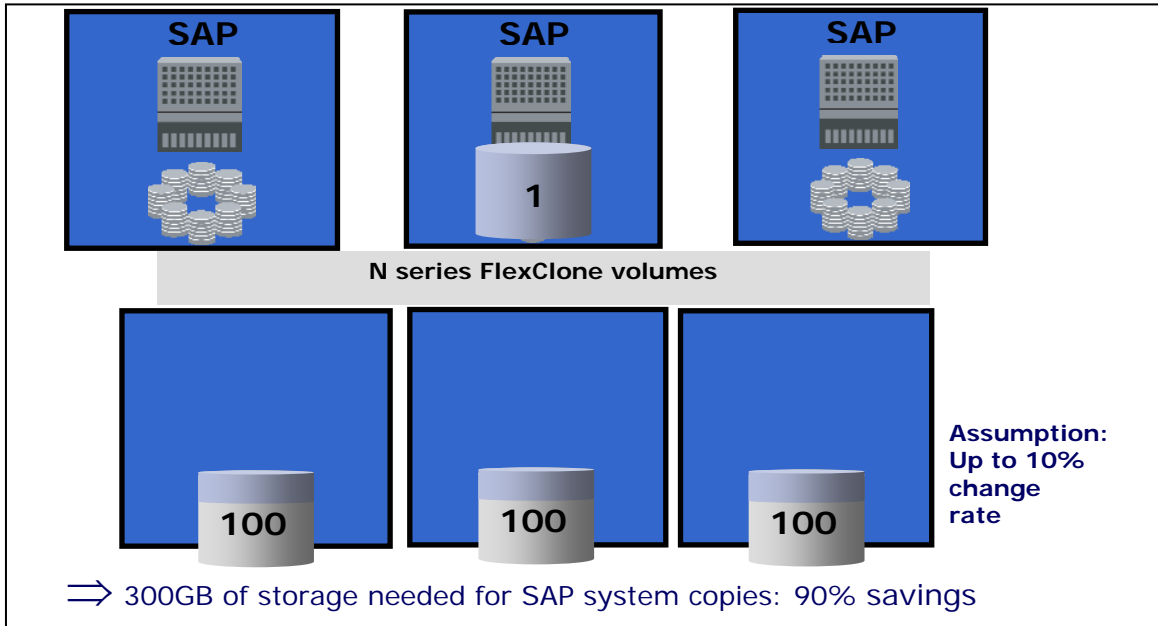 SAP
SAP
SAP
1
N series FlexClone volumes
100
100
100
Assumption:
Up to 10%
change
rate
⇒ 300GB of storage needed for SAP system copies: 90% savings